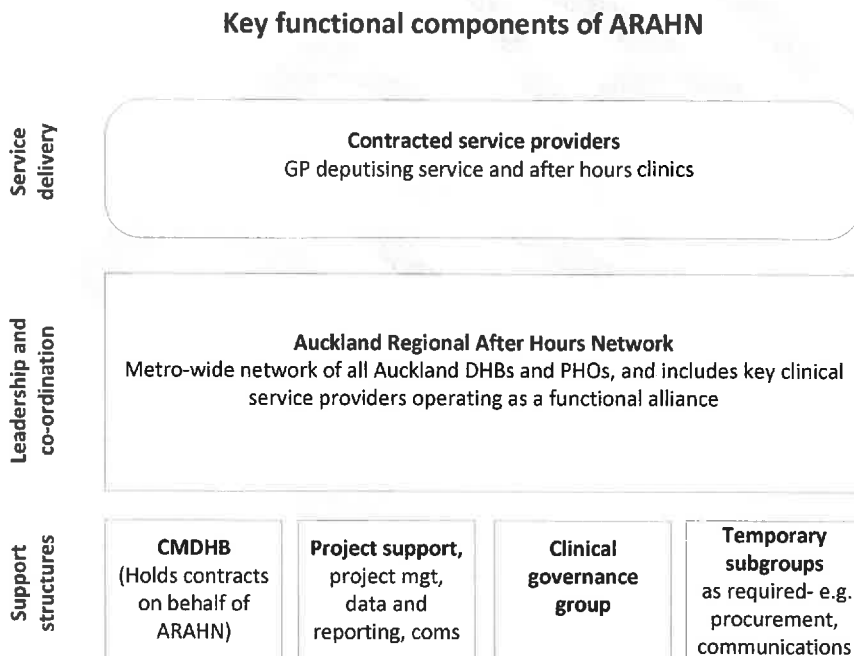 Key functional components of ARAHN
Service
delivery
Contracted service providers
GP deputising service and after hours clinics
Leadership and
co-ordination
Auckland Regional After Hours Network
Metro-wide network of all Auckland DHBs and PHOs, and includes key clinical
service providers operating as a functional alliance
Support
structures
CMDHB
(Holds contracts
on behalf of
ARAHN)
Project support,
project mgt,
data and
reporting, coms
Clinical
governance
group
Temporary
subgroups
as required- e.g.
procurement,
communications